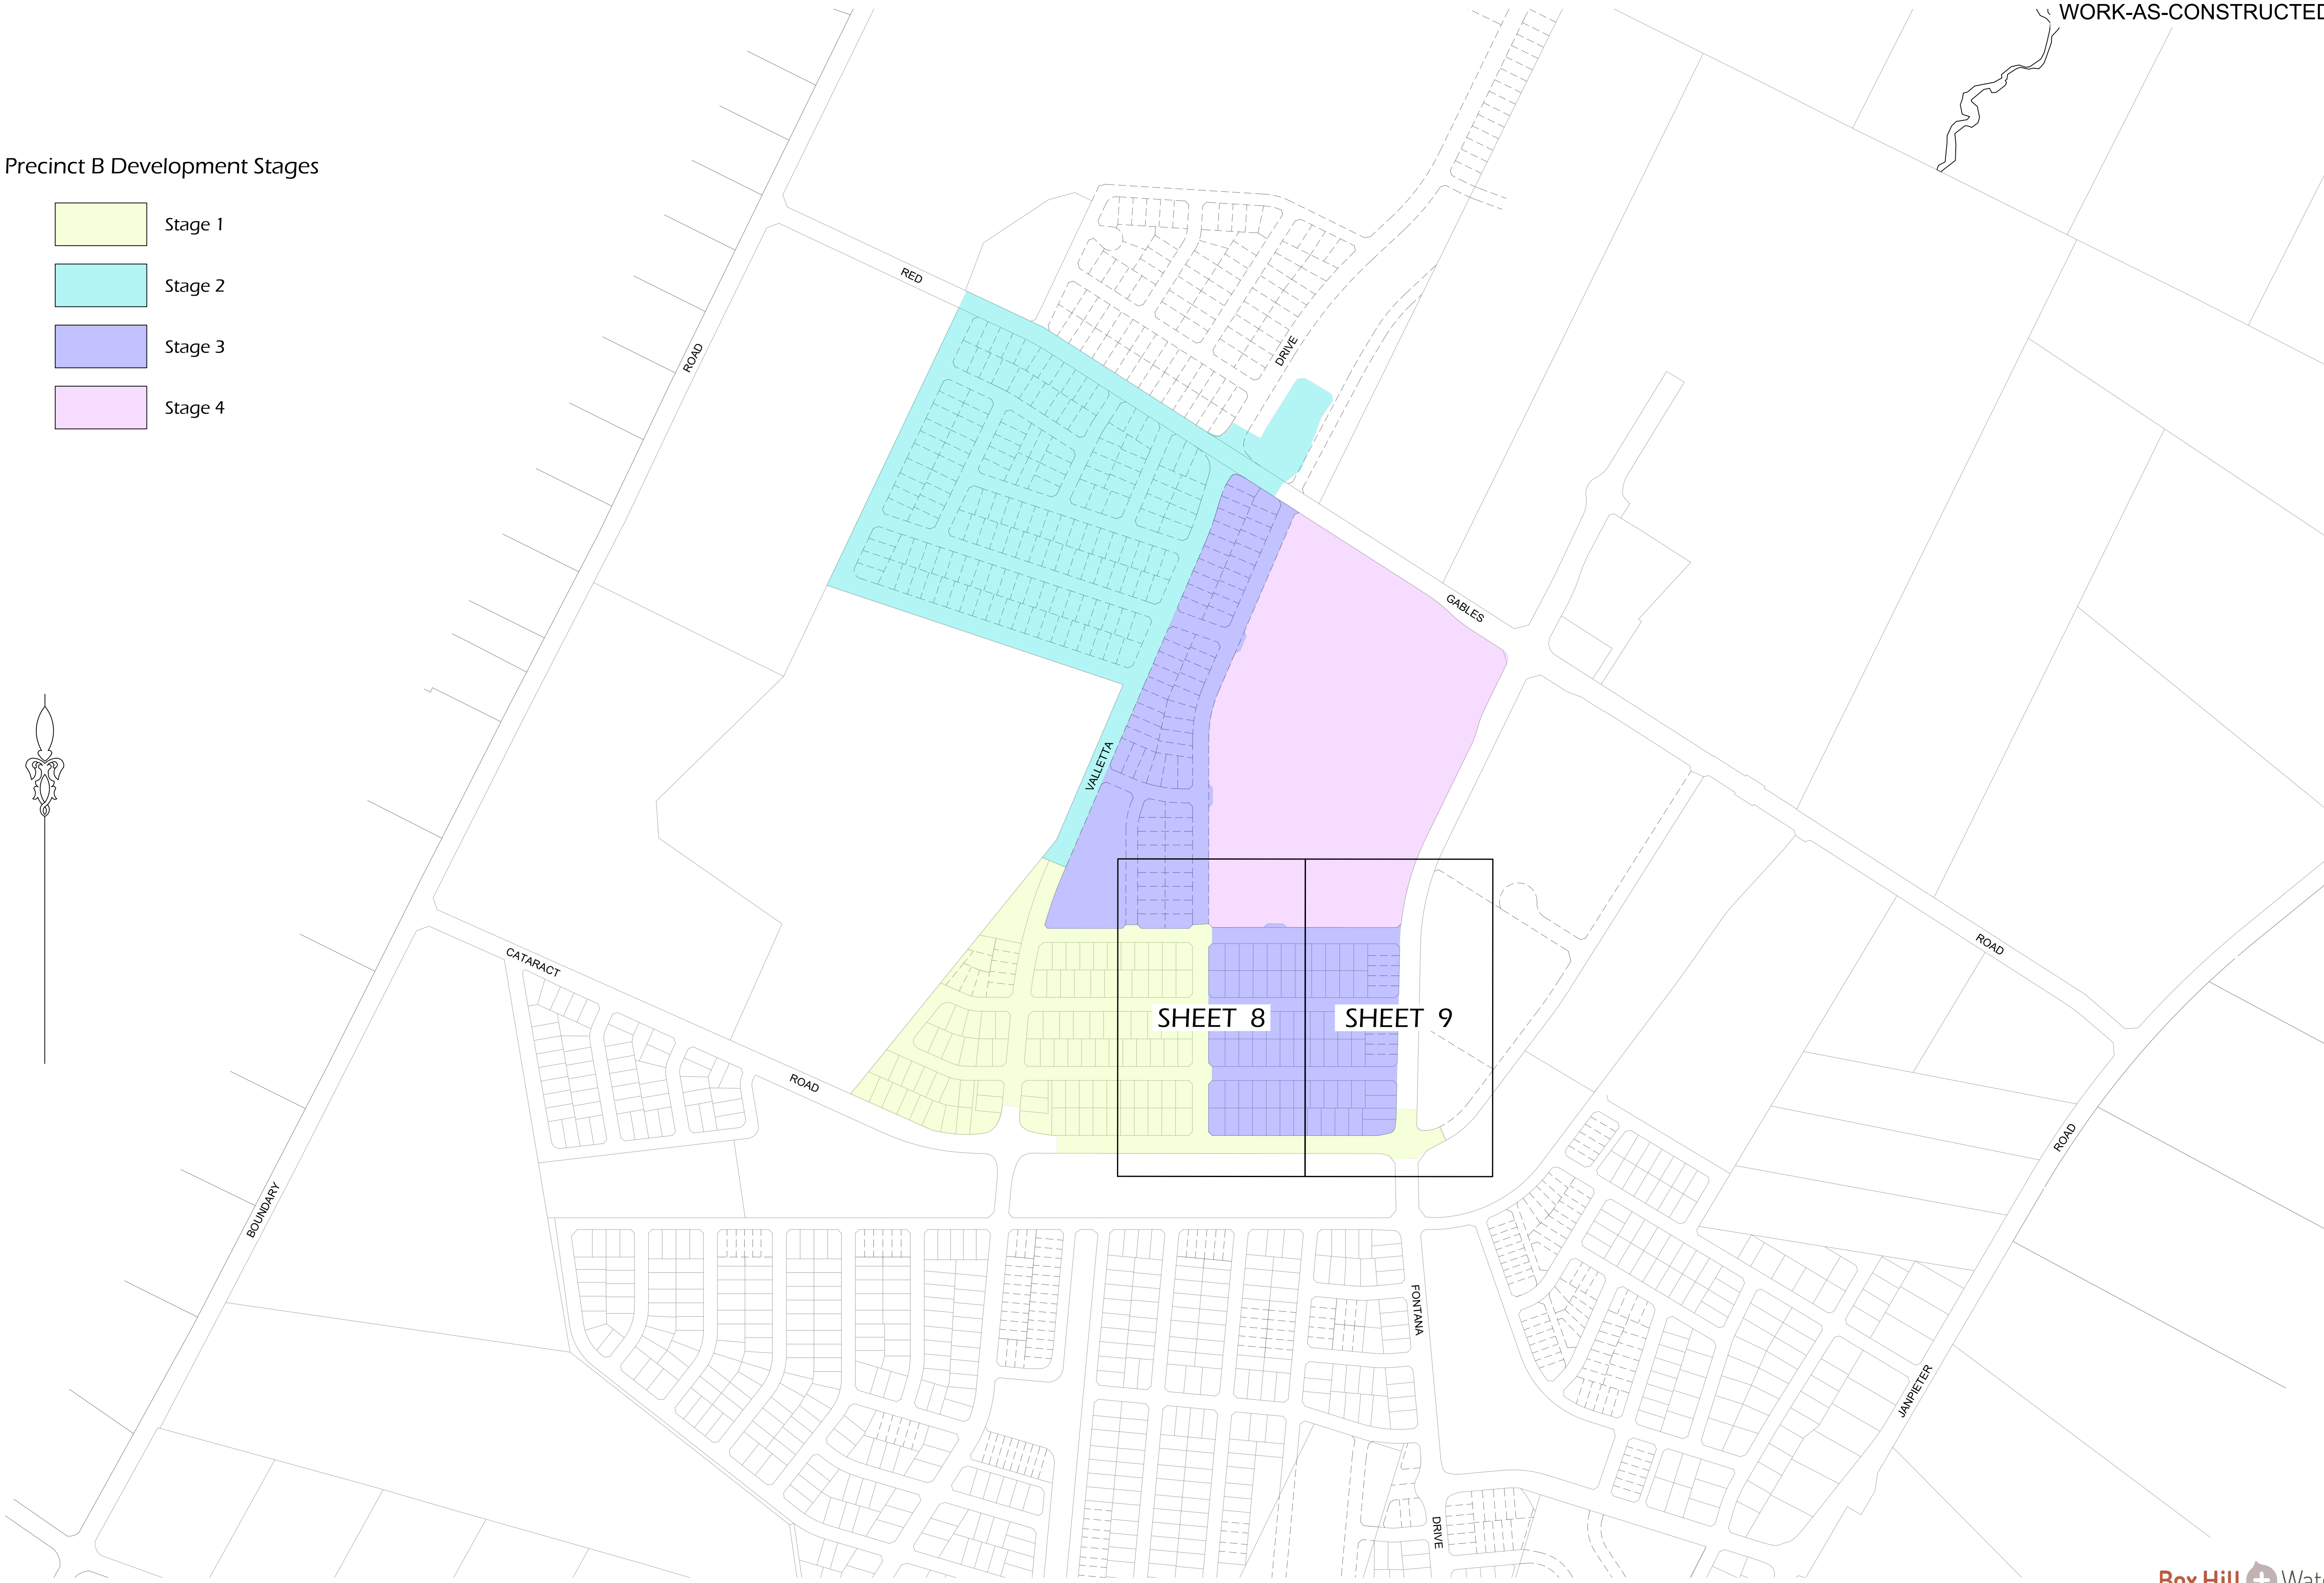 WORK-AS-CONSTRUCTED
Precinct B Development Stages
Stage 1
Stage 2
Stage 3
Stage 4
RED
ROAD
DRIVE
GABLES
VALLETTA
ROAD
CATARACT
SHEET 8
SHEET 9
ROAD
ROAD
BOUNDARY
FONTANA
JANPIETER
DRIVE
Box Hill Wat